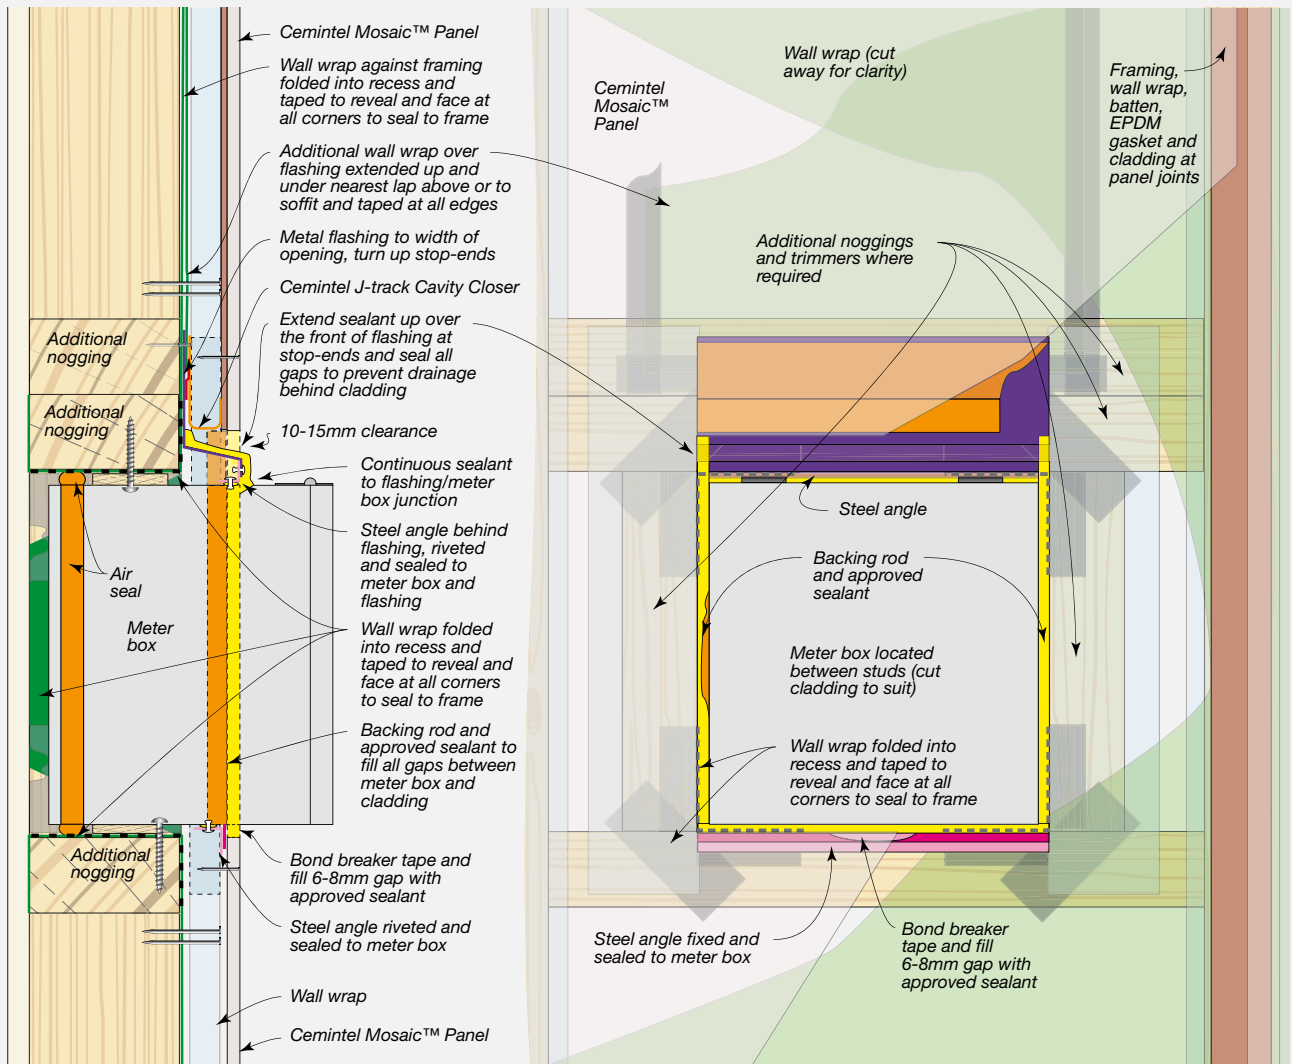 Cemintel Mosaic™ Panel
Wall wrap against framing
folded into recess and
taped to reveal and face at
all corners to seal to frame
Additional wall wrap over
flashing extended up and
under nearest lap above or to
soffit and taped at all edges
Metal flashing to width of
opening, turn up stop-ends
Cemintel J-track Cavity Closer
Extend sealant up over
the front of flashing at
stop-ends and seal all
gaps to prevent drainage
behind cladding
10-15mm clearance
Continuous sealant
to flashing/meter
box junction
Steel angle behind
flashing, riveted
and sealed to
meter box and
flashing
Wall wrap folded
into recess and
taped to reveal and
face at all corners
to seal to frame
Backing rod and
approved sealant to
fill all gaps between
meter box and
cladding
Bond breaker tape and
fill 6-8mm gap with
approved sealant
Steel angle riveted and
sealed to meter box
Wall wrap
Cemintel Mosaic™ Panel
Additional
nogging
Additional
nogging
Air
seal
Meter
box
Additional
nogging
Cemintel
Mosaic™
Panel
Wall wrap (cut
away for clarity)
Framing,
wall wrap,
batten,
EPDM
gasket and
cladding at
panel joints
Additional noggings
and trimmers where
required
Steel angle
Backing rod
and approved
sealant
Meter box located
between studs (cut
cladding to suit)
Wall wrap folded into
recess and taped to
reveal and face at all
corners to seal to frame
Steel angle fixed and
sealed to meter box
Bond breaker
tape and fill
6-8mm gap with
approved sealant